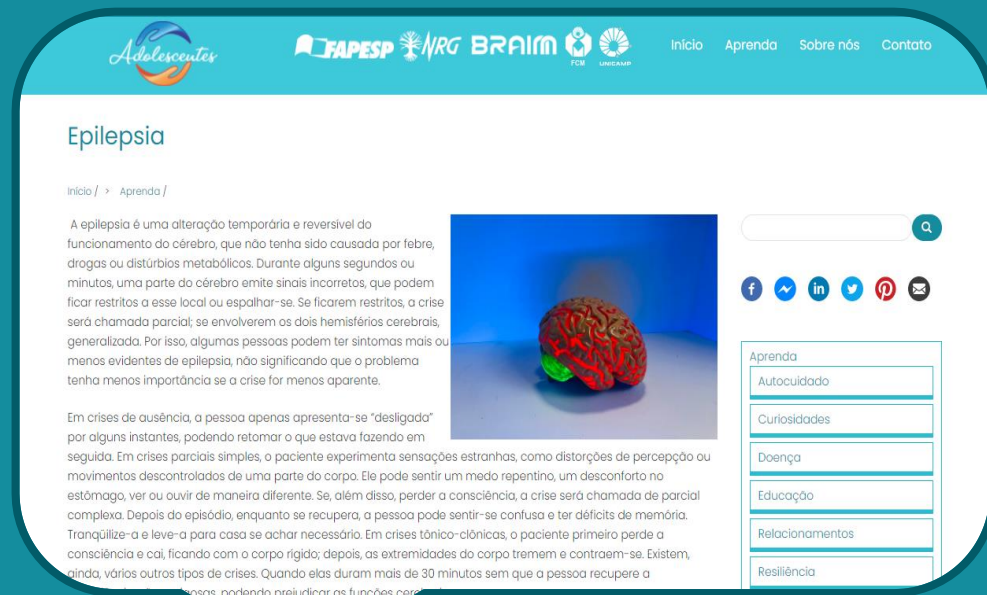 Adolescentes
FAPESP NRG BRAIM FCM UNICAMP
Início Aprenda Sobre nós Contato
Epilepsia
Início / > Aprenda /
A epilepsia é uma alteração temporária e reversível do
funcionamento do cérebro, que não tenha sido causada por febre,
drogas ou distúrbios metabólicos. Durante alguns segundos ou
minutos, uma parte do cérebro emite sinais incorretos, que podem
ficar restritos a esse local ou espalhar-se. Se ficarem restritos, a crise
será chamada parcial; se envolverem os dois hemisférios cerebrais,
generalizada. Por isso, algumas pessoas podem ter sintomas mais ou
menos evidentes de epilepsia, não significando que o problema
tenha menos importância se a crise for menos aparente.
Em crises de ausência, a pessoa apenas apresenta-se “desligada”
por alguns instantes, podendo retomar o que estava fazendo em
seguida. Em crises parciais simples, o paciente experimenta sensações estranhas, como distorções de percepção ou
movimentos descontrolados de uma parte do corpo. Ele pode sentir um medo repentino, um desconforto no
estômago, ver ou ouvir de maneira diferente. Se, além disso, perder a consciência, a crise será chamada de parcial
complexa. Depois do episódio, enquanto se recupera, a pessoa pode sentir-se confusa e ter déficits de memória.
Tranqüilize-a e leve-a para casa se achar necessário. Em crises tônico-clônicas, o paciente primeiro perde a
consciência e cai, ficando com o corpo rígido; depois, as extremidades do corpo tremem e contraem-se. Existem,
ainda, vários outros tipos de crises. Quando elas duram mais de 30 minutos sem que a pessoa recupere a
podendo prejudicar as funções
Aprenda
Autocuidado
Curiosidades
Doença
Educação
Relacionamentos
Resiliência